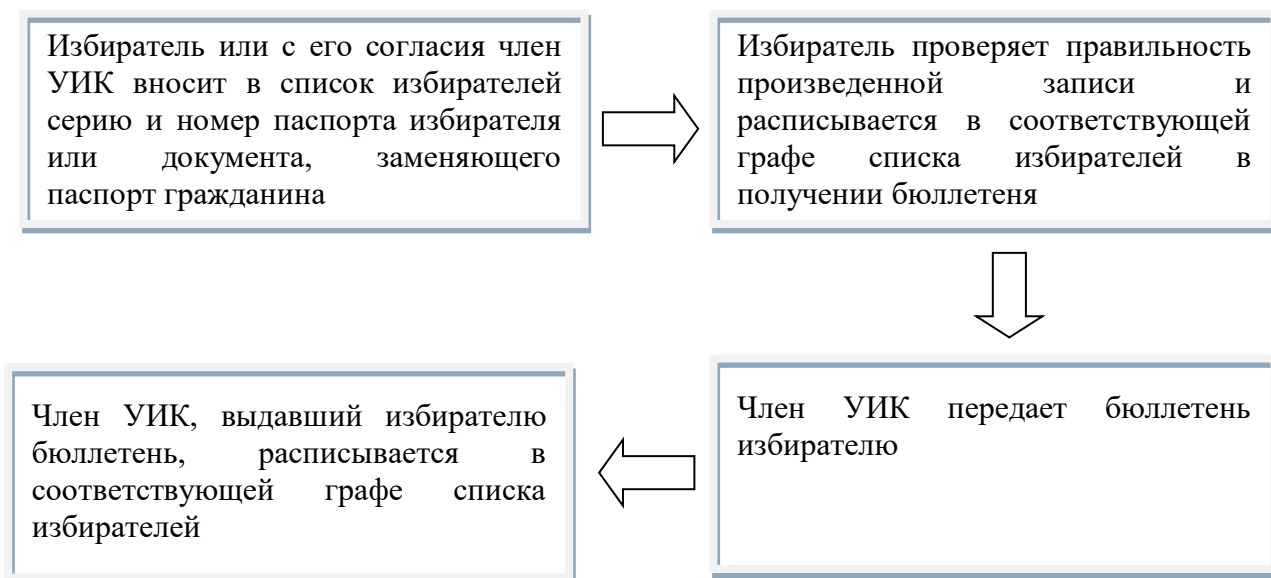 Избиратель или с его согласия член
УИК вносит в список избирателей
серию и номер паспорта избирателя
или документа, заменяющего
паспорт гражданина
Избиратель проверяет правильность
произведенной записи и
расписывается в соответствующей
графе списка избирателей в
получении бюллетеня
Член УИК передает бюллетень
избирателю
Член УИК, выдавший избирателю
бюллетень, расписывается в
соответствующей графе списка
избирателей